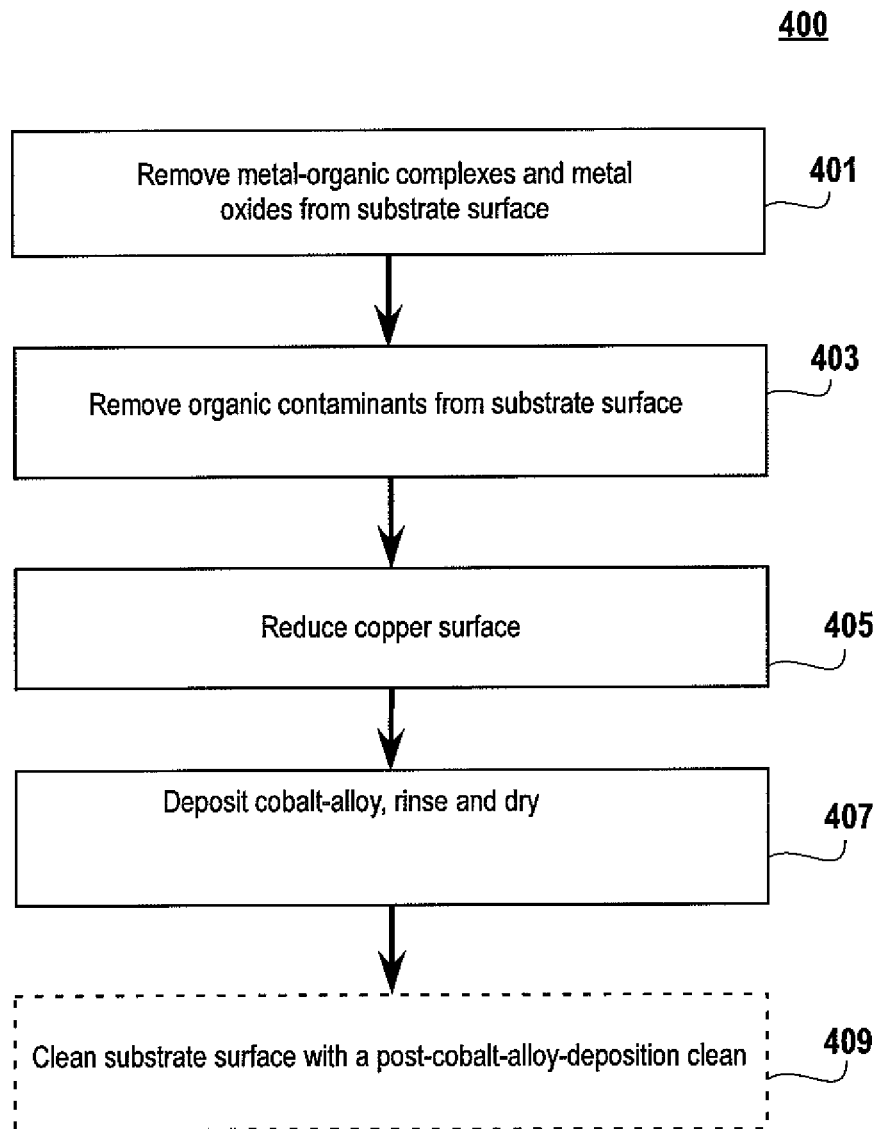 400
Remove metal-organic complexes and metal
oxides from substrate surface
401
Remove organic contaminants from substrate surface
403
Reduce copper surface
405
Deposit cobalt-alloy, rinse and dry
407
Clean substrate surface with a post-cobalt-alloy-deposition clean
409